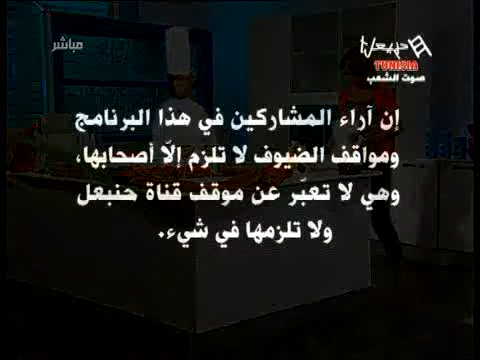 مباشر
حنبعل
TUNISIA
صوت الشعب
إن آراء المشاركين في هذا البرنامج
ومواقف الضيوف لا تلزم إلّا أصحابها،
وهي لا تعبّر عن موقف قناة حنبعل
ولا تلزمها في شيء.